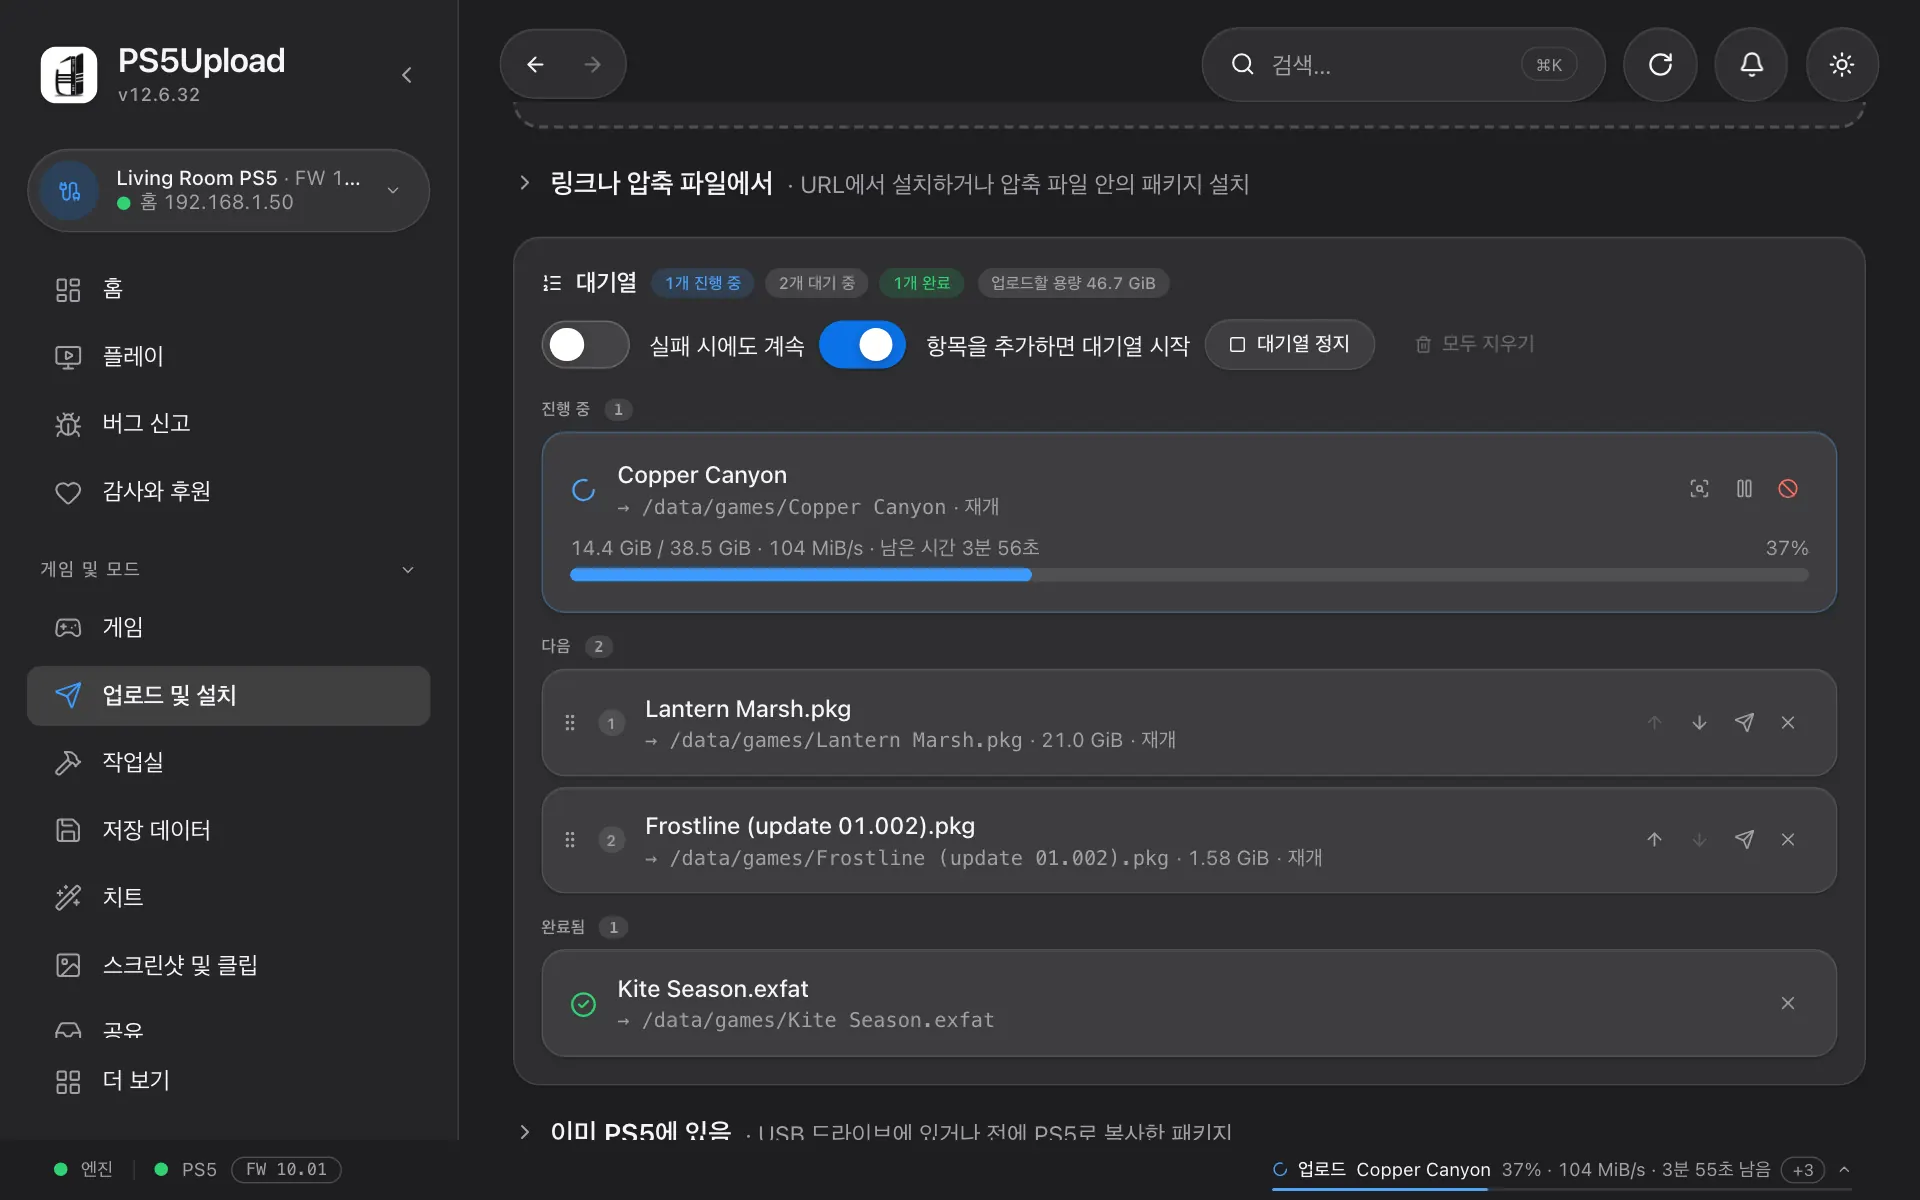 PS5Upload
v12.6.32
Living Room PS5 · FW 1...
홈 192.168.1.50
홈
플레이
버그 신고
감사와 후원
게임 및 모드
게임
업로드 및 설치
작업실
저장 데이터
치트
스크린샷 및 클립
공유
더 보기
검색...
⌘K
링크나 압축 파일에서 · URL에서 설치하거나 압축 파일 안의 패키지 설치
대기열 1개 진행 중 2개 대기 중 1개 완료 업로드할 용량 46.7 GiB
실패 시에도 계속 항목을 추가하면 대기열 시작 대기열 정지 모두 지우기
진행 중 1
Copper Canyon
→ /data/games/Copper Canyon · 재개
14.4 GiB / 38.5 GiB · 104 MiB/s · 남은 시간 3분 56초 37%
다음 2
1 Lantern Marsh.pkg
→ /data/games/Lantern Marsh.pkg · 21.0 GiB · 재개
2 Frostline (update 01.002).pkg
→ /data/games/Frostline (update 01.002).pkg · 1.58 GiB · 재개
완료됨 1
Kite Season.exfat
→ /data/games/Kite Season.exfat
이미 PS5에 있음 · USB 드라이브에 있거나 전에 PS5로 복사한 패키지
엔진 PS5 FW 10.01
업로드 Copper Canyon 37% · 104 MiB/s · 3분 55초 남음 +3